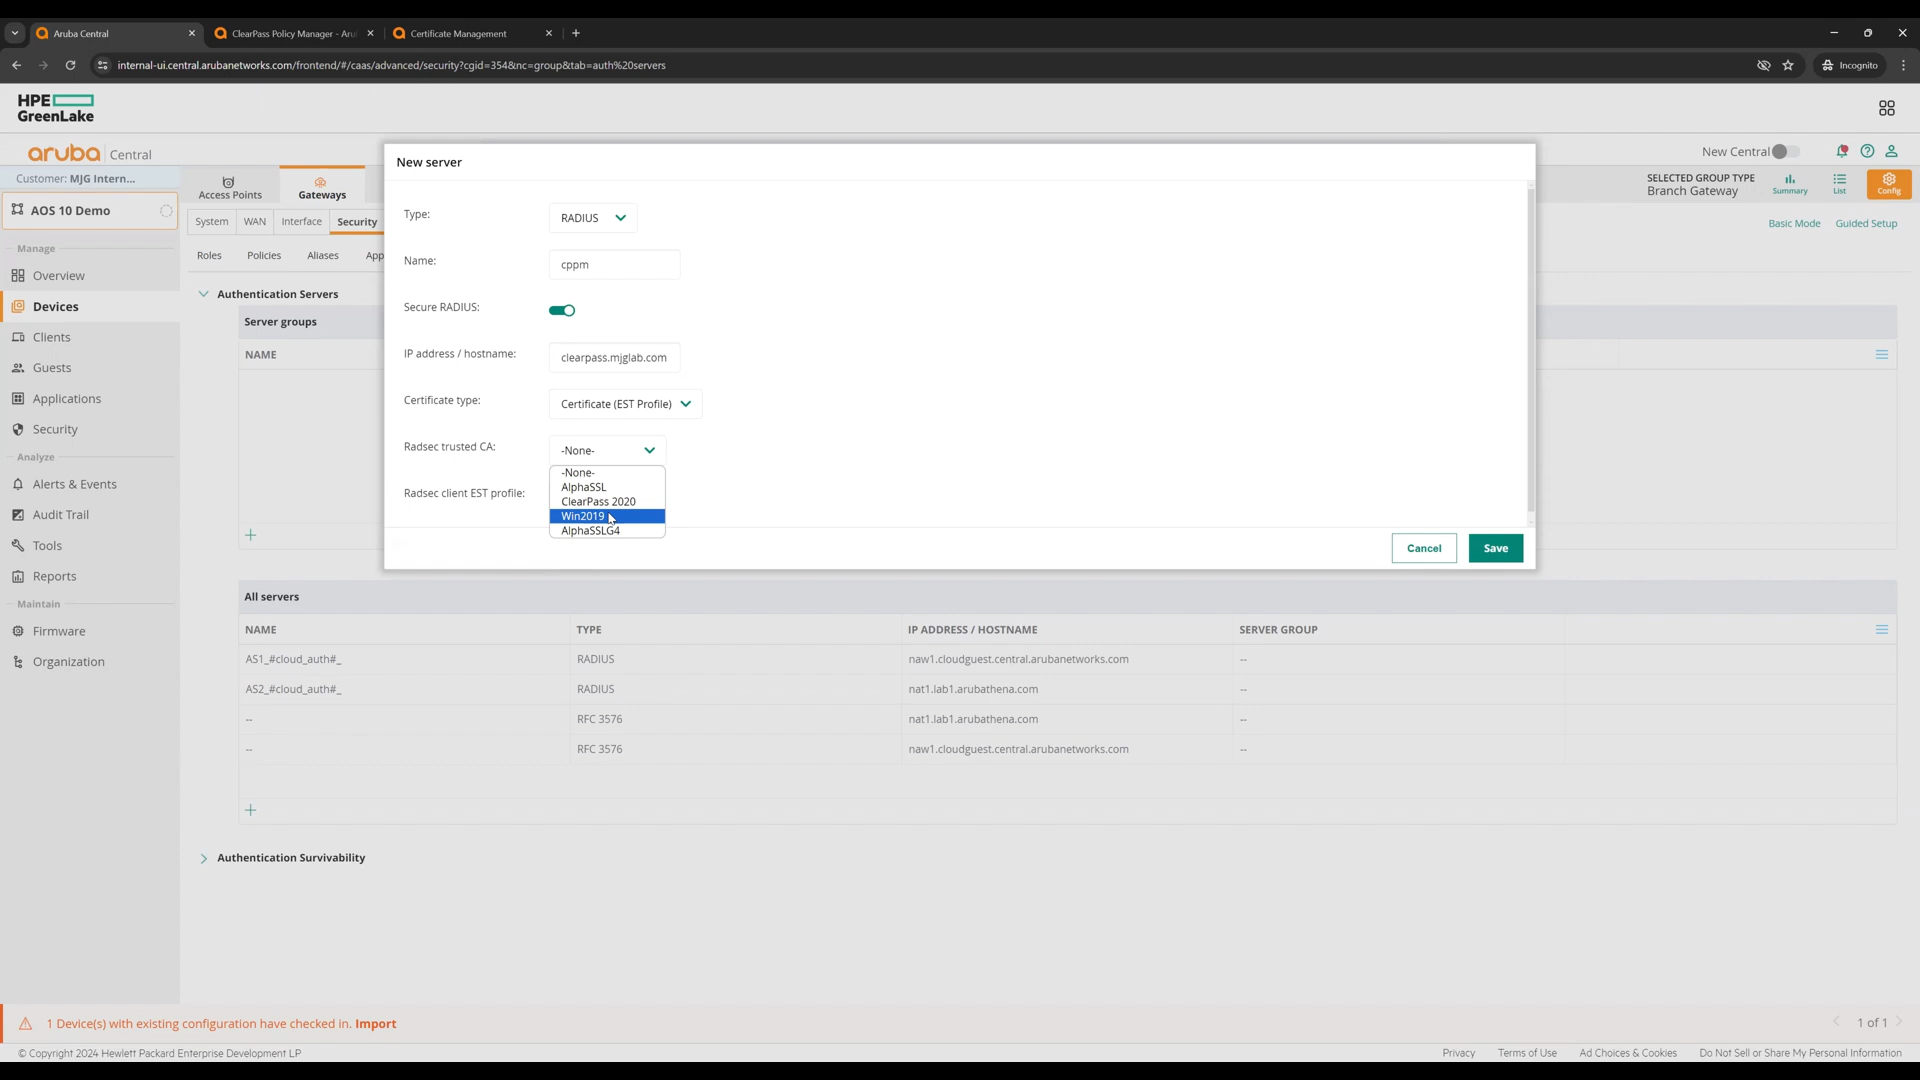 Aruba Central
ClearPass Policy Manager - Aru
Certificate Management
internal-ui.central.arubanetworks.com/frontend/#/caas/advanced/security?cgid=354&nc=group&tab=auth%20servers
Incognito
HPE
GreenLake
aruba Central
New Central
Customer: MJG Intern...
AOS 10 Demo
Access Points
Gateways
SELECTED GROUP TYPE
Branch Gateway
Summary
List
Config
System
WAN
Interface
Security
Basic Mode
Guided Setup
Roles
Policies
Aliases
App
Manage
Overview
Devices
Clients
Guests
Applications
Security
Analyze
Alerts & Events
Audit Trail
Tools
Reports
Maintain
Firmware
Organization
Authentication Servers
Server groups
NAME
New server
Type:
RADIUS
Name:
cppm
Secure RADIUS:
IP address / hostname:
clearpass.mjglab.com
Certificate type:
Certificate (EST Profile)
Radsec trusted CA:
-None-
-None-
AlphaSSL
ClearPass 2020
Win2019
AlphaSSLG4
Radsec client EST profile:
Cancel
Save
All servers
NAME TYPE IP ADDRESS / HOSTNAME SERVER GROUP
AS1_#cloud_auth#_ RADIUS naw1.cloudguest.central.arubanetworks.com --
AS2_#cloud_auth#_ RADIUS nat1.lab1.arubathena.com --
-- RFC 3576 nat1.lab1.arubathena.com --
-- RFC 3576 naw1.cloudguest.central.arubanetworks.com --
Authentication Survivability
1 Device(s) with existing configuration have checked in. Import
1 of 1
© Copyright 2024 Hewlett Packard Enterprise Development LP
Privacy
Terms of Use
Ad Choices & Cookies
Do Not Sell or Share My Personal Information